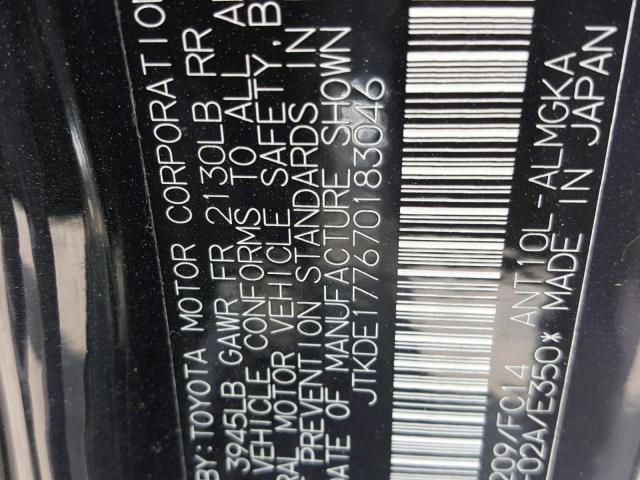 BY: TOYOTA MOTOR CORPORATION
3945LB GAWR FR 2130LB RR
VEHICLE CONFORMS TO ALL
MOTOR VEHICLE SAFETY, B
PREVENTION STANDARDS IN
DATE OF MANUFACTURE SHOWN
JTKDE177670183046
209/FC14 ANT10L-ALMGKA
-02A/E350* MADE IN JAPAN